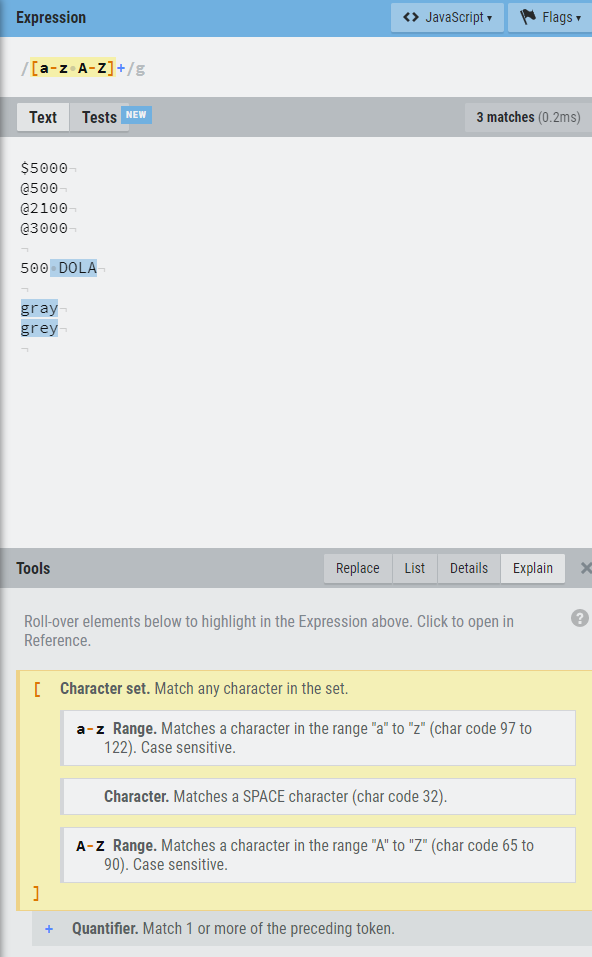 Expression
<> JavaScript ▾
Flags ▾
/[a-z·A-Z]+/g
Text
Tests
NEW
3 matches (0.2ms)
$5000¬
@500¬
@2100¬
@3000¬
¬
500·DOLA¬
¬
gray¬
grey¬
¬
Tools
Replace
List
Details
Explain
×
Roll-over elements below to highlight in the Expression above. Click to open in
Reference.
?
[ Character set. Match any character in the set.
a-z Range. Matches a character in the range "a" to "z" (char code 97 to
122). Case sensitive.
Character. Matches a SPACE character (char code 32).
A-Z Range. Matches a character in the range "A" to "Z" (char code 65 to
90). Case sensitive.
]
+ Quantifier. Match 1 or more of the preceding token.